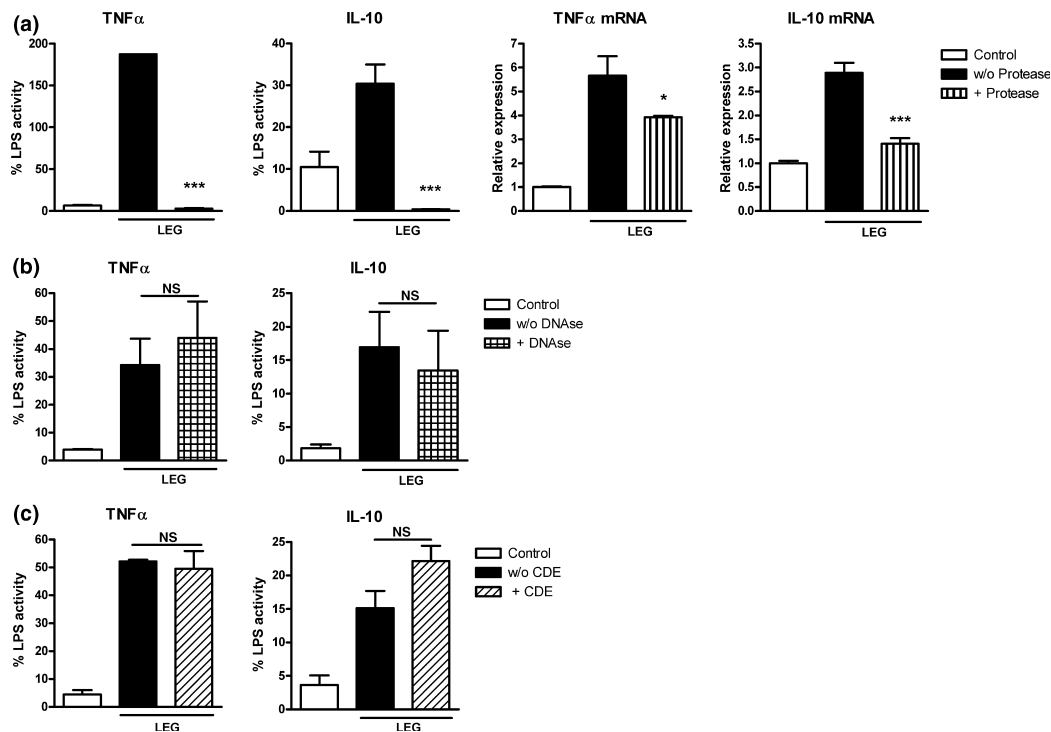 (a)
TNFα
% LPS activity
200
150
100
50
0
***
LEG
IL-10
% LPS activity
40
30
20
10
0
***
LEG
TNFα mRNA
Relative expression
7
6
5
4
3
2
1
0
*
LEG
IL-10 mRNA
Relative expression
3.5
3.0
2.5
2.0
1.5
1.0
0.5
0.0
***
LEG
Control
w/o Protease
+ Protease
(b)
TNFα
% LPS activity
60
50
40
30
20
10
0
NS
LEG
IL-10
% LPS activity
25
20
15
10
5
0
NS
LEG
Control
w/o DNAse
+ DNAse
(c)
TNFα
% LPS activity
60
50
40
30
20
10
0
NS
LEG
IL-10
% LPS activity
25
20
15
10
5
0
NS
LEG
Control
w/o CDE
+ CDE